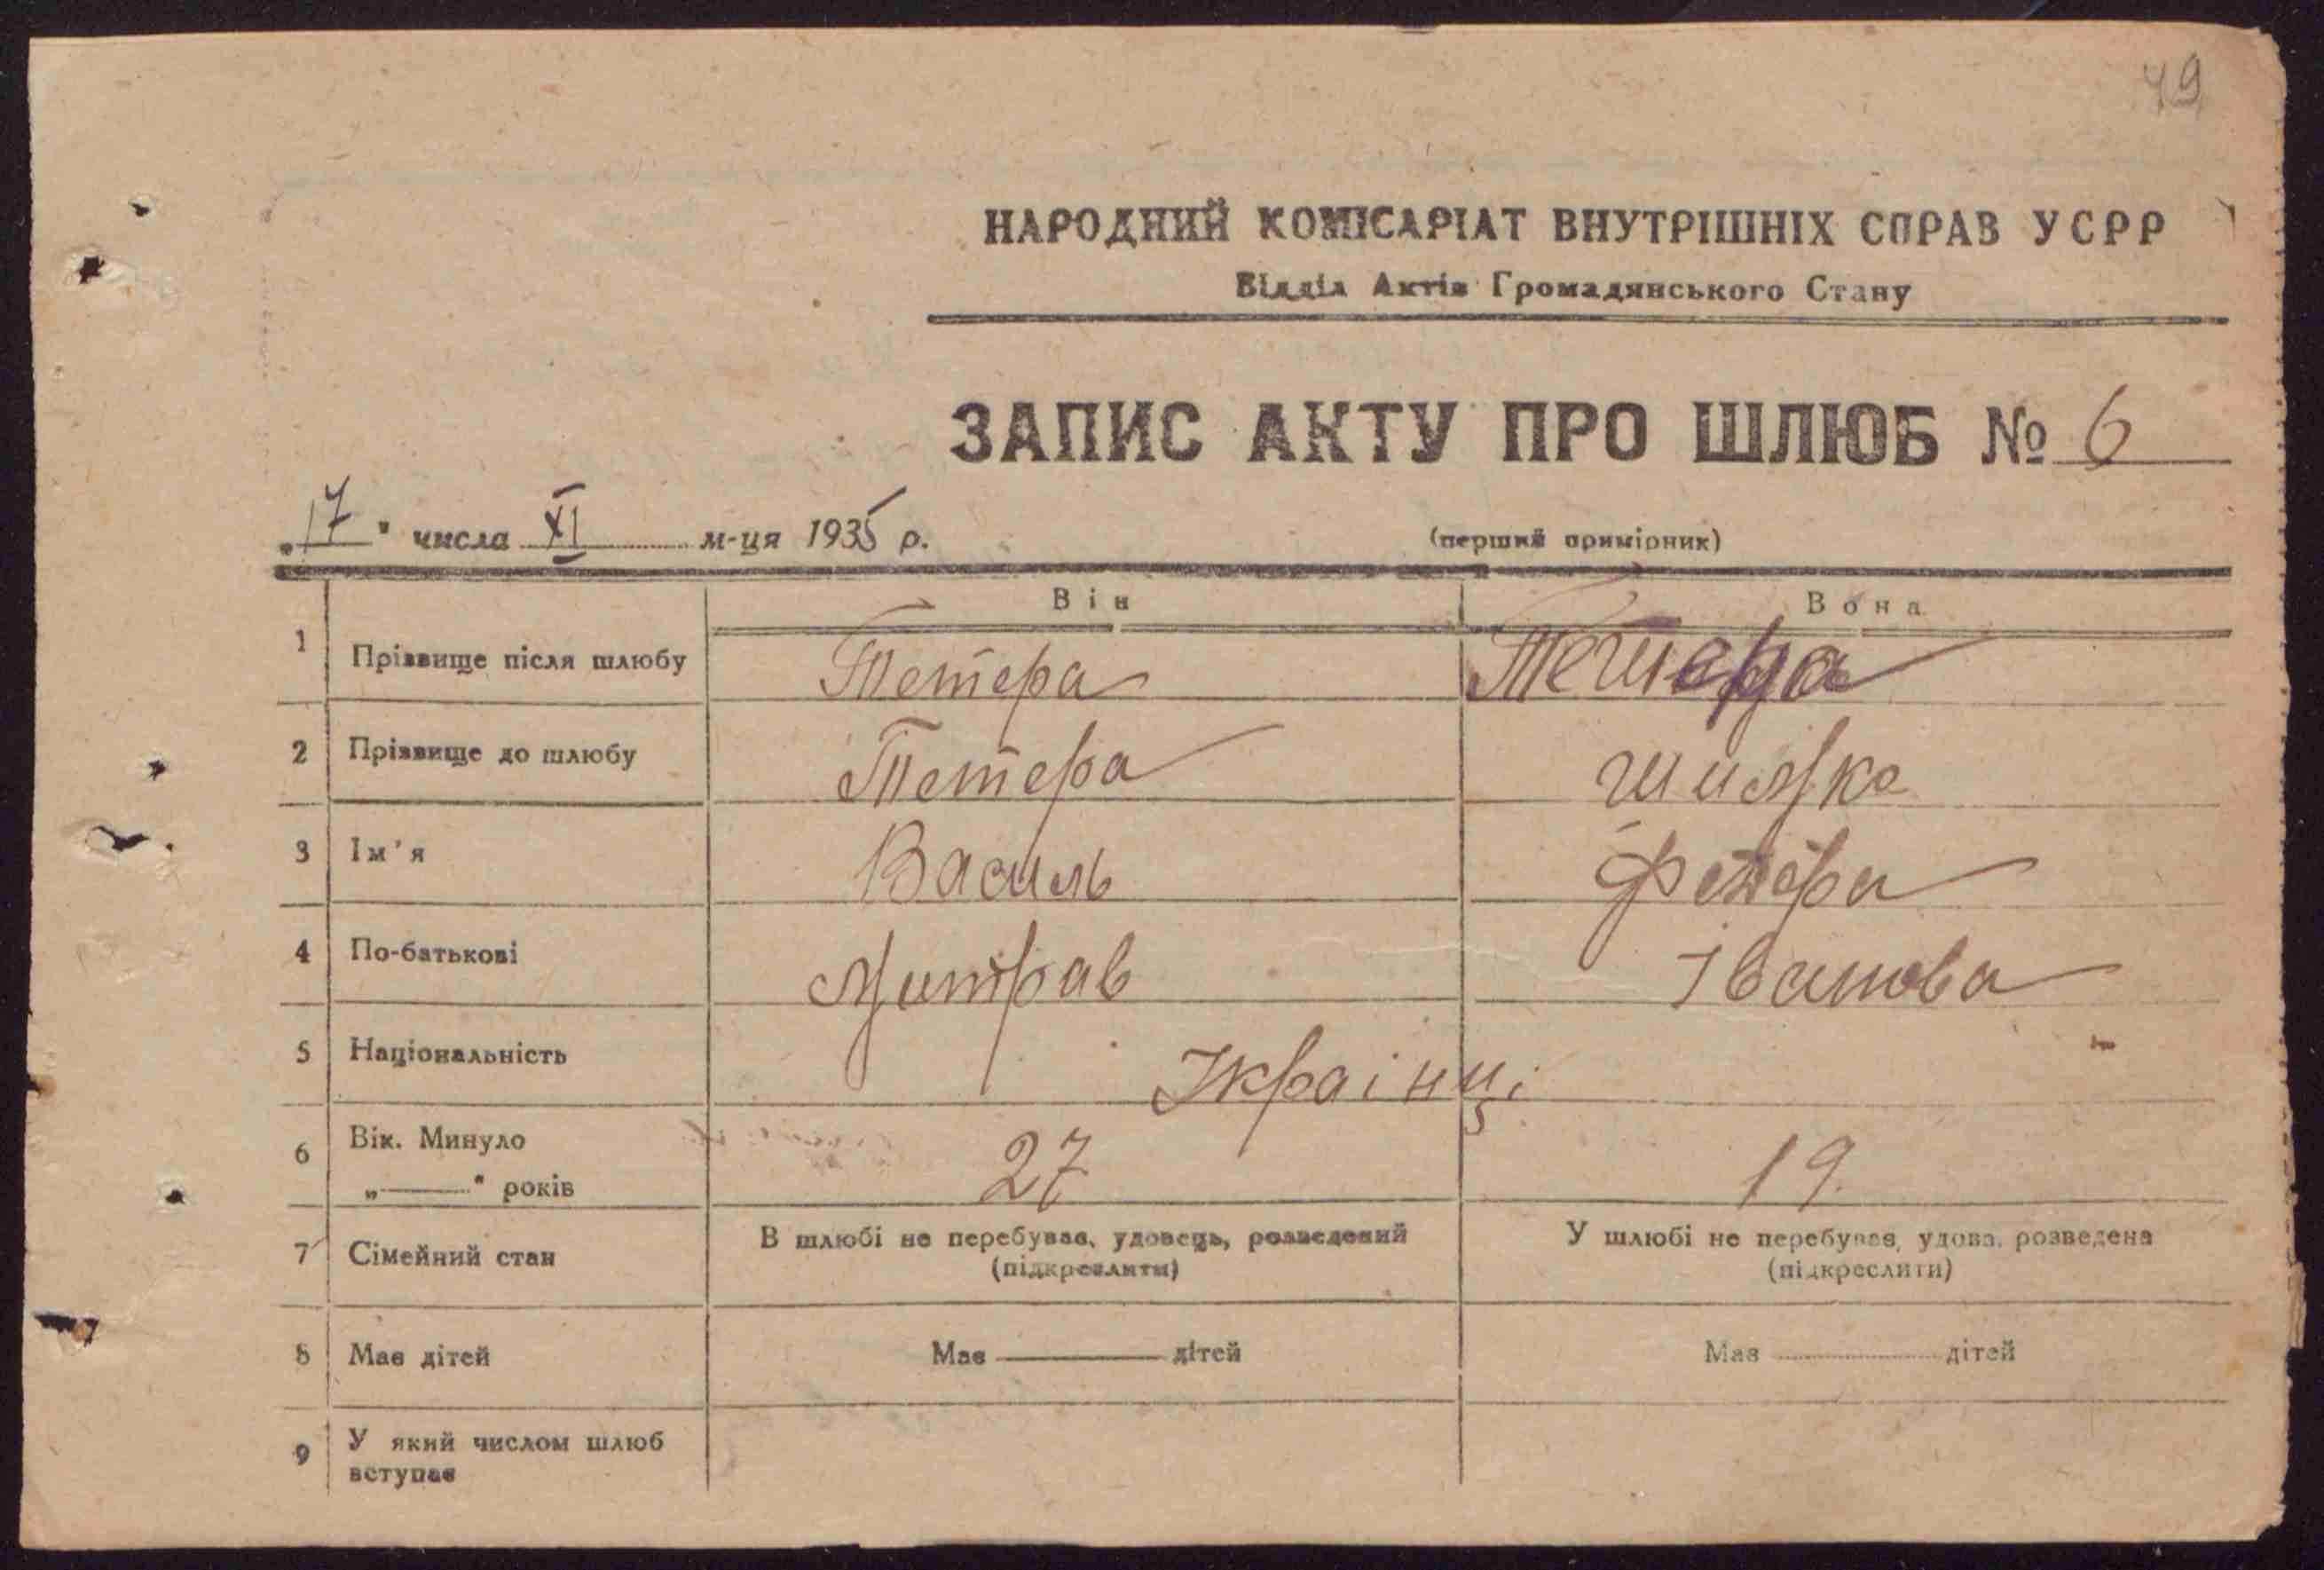 49
НАРОДНИЙ КОМІСАРІАТ ВНУТРІШНІХ СПРАВ УСРР
Відділ Актів Громадянського Стану
ЗАПИС АКТУ ПРО ШЛЮБ № 6
„17" числа XI м-ця 1935 р. (перший примірник)
Він Вона
1 Прізвище після шлюбу Тетера Тетера
2 Прізвище до шлюбу Тетера
3 Ім'я Василь
4 По-батькові Іванова
5 Національність Українці
6 Вік. Минуло 27 19.
„—" років
7 Сімейний стан В шлюбі не перебував, удовець, розведений У шлюбі не перебував, удова, розведена
(підкреслити) (підкреслити)
8 Має дітей Має — дітей Має ... дітей
9 У який числом шлюб
вступає